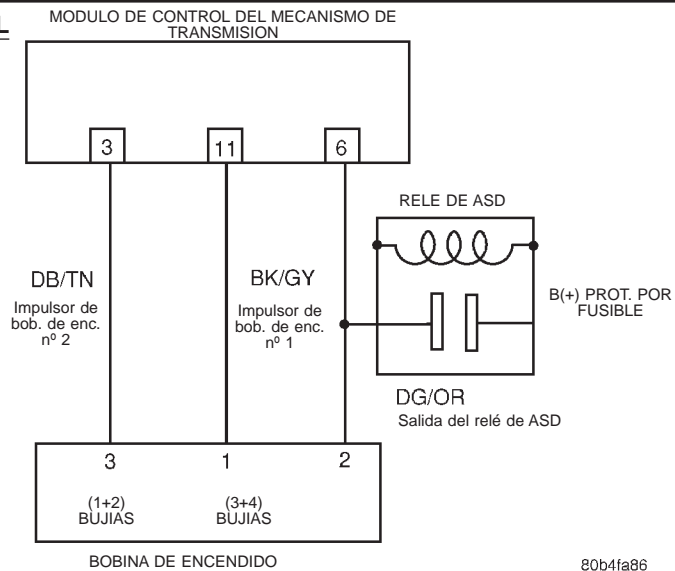 MODULO DE CONTROL DEL MECANISMO DE
TRANSMISION
3
11
6
RELE DE ASD
DB/TN
Impulsor de
bob. de enc.
nº 2
BK/GY
Impulsor de
bob. de enc.
nº 1
B(+) PROT. POR
FUSIBLE
DG/OR
Salida del relé de ASD
3
1
2
(1+2)
BUJIAS
(3+4)
BUJIAS
BOBINA DE ENCENDIDO
80b4fa86